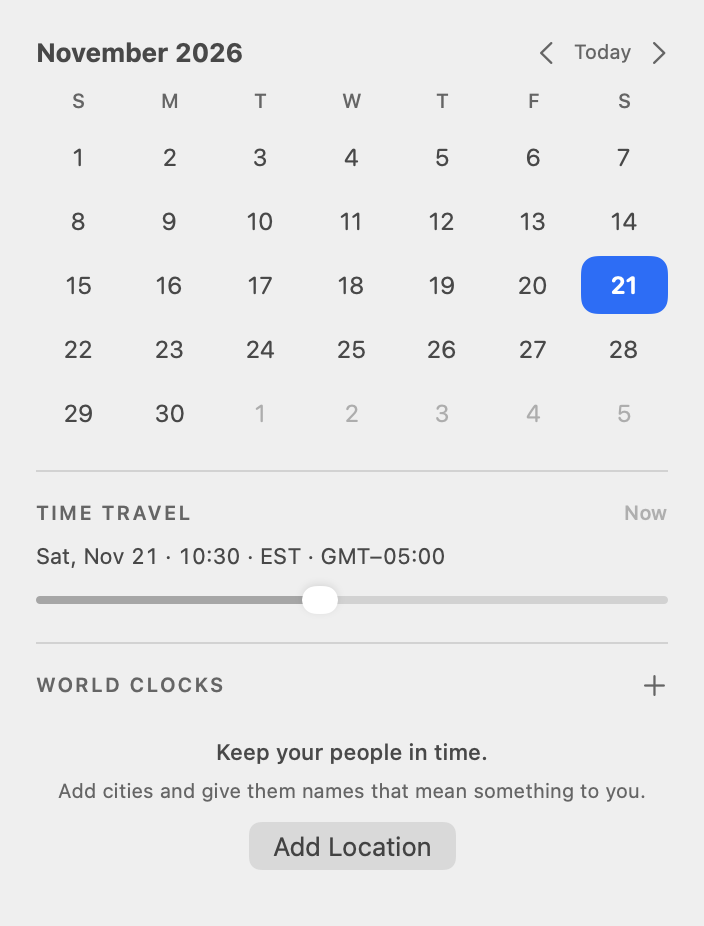 November 2026 Today
S M T W T F S
1 2 3 4 5 6 7
8 9 10 11 12 13 14
15 16 17 18 19 20 21
22 23 24 25 26 27 28
29 30 1 2 3 4 5
TIME TRAVEL Now
Sat, Nov 21 · 10:30 · EST · GMT–05:00
WORLD CLOCKS
Keep your people in time.
Add cities and give them names that mean something to you.
Add Location